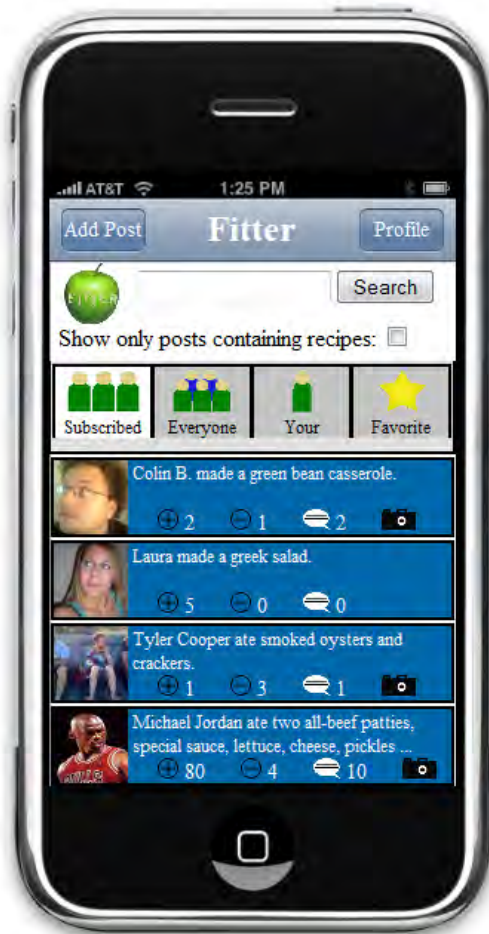 AT&T 1:25 PM
Add Post Fitter Profile
FITTER
Search
Show only posts containing recipes:
Subscribed Everyone Your Favorite
Colin B. made a green bean casserole.
2 1 2
Laura made a greek salad.
5 0 0
Tyler Cooper ate smoked oysters and
crackers.
1 3 1
Michael Jordan ate two all-beef patties,
special sauce, lettuce, cheese, pickles ...
80 4 10
BULLS